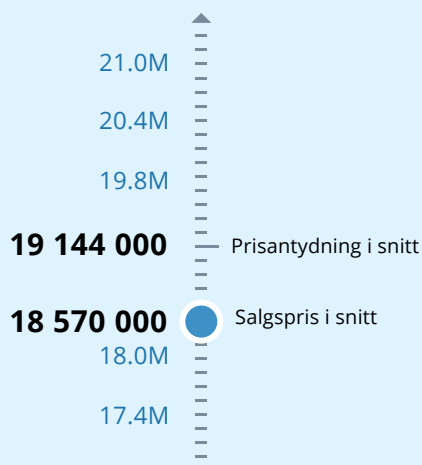 21.0M
20.4M
19.8M
19 144 000 Prisantydning i snitt
18 570 000 Salgspris i snitt
18.0M
17.4M